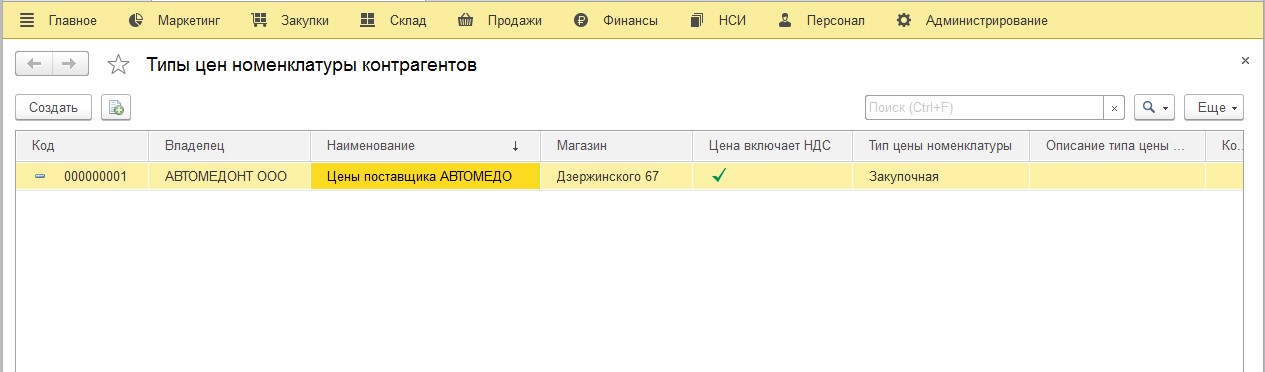 Главное Маркетинг Закупки Склад Продажи Финансы НСИ Персонал Администрирование
Типы цен номенклатуры контрагентов
Создать Поиск (Ctrl+F) Еще
Код Владелец Наименование Магазин Цена включает НДС Тип цены номенклатуры Описание типа цены ... Ко...
000000001 АВТОМЕДОНТ ООО Цены поставщика АВТОМЕДО Дзержинского 67 Закупочная